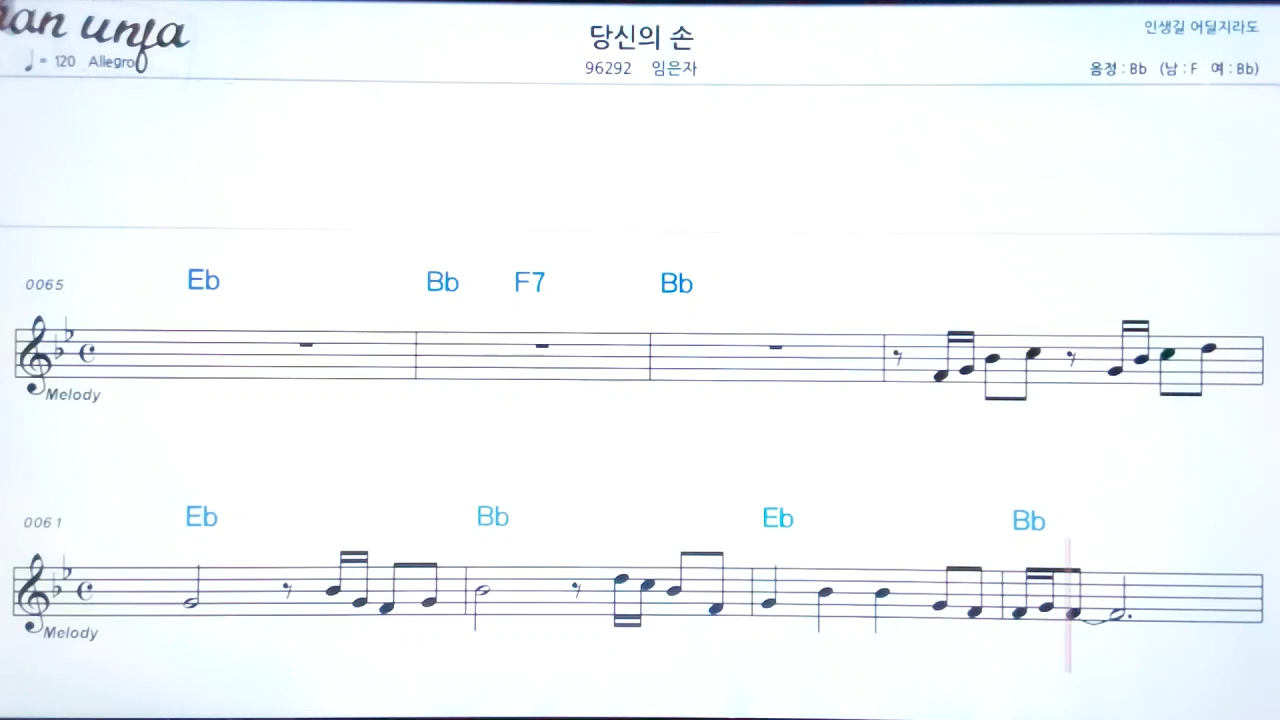 unja
당신의 손
인생길 어딜지라도
♩= 120 Allegro
96292 임은자
음정 : Bb (남 : F 여 : Bb)
0065 Eb Bb F7 Bb
Melody
0061 Eb Bb Eb Bb
Melody